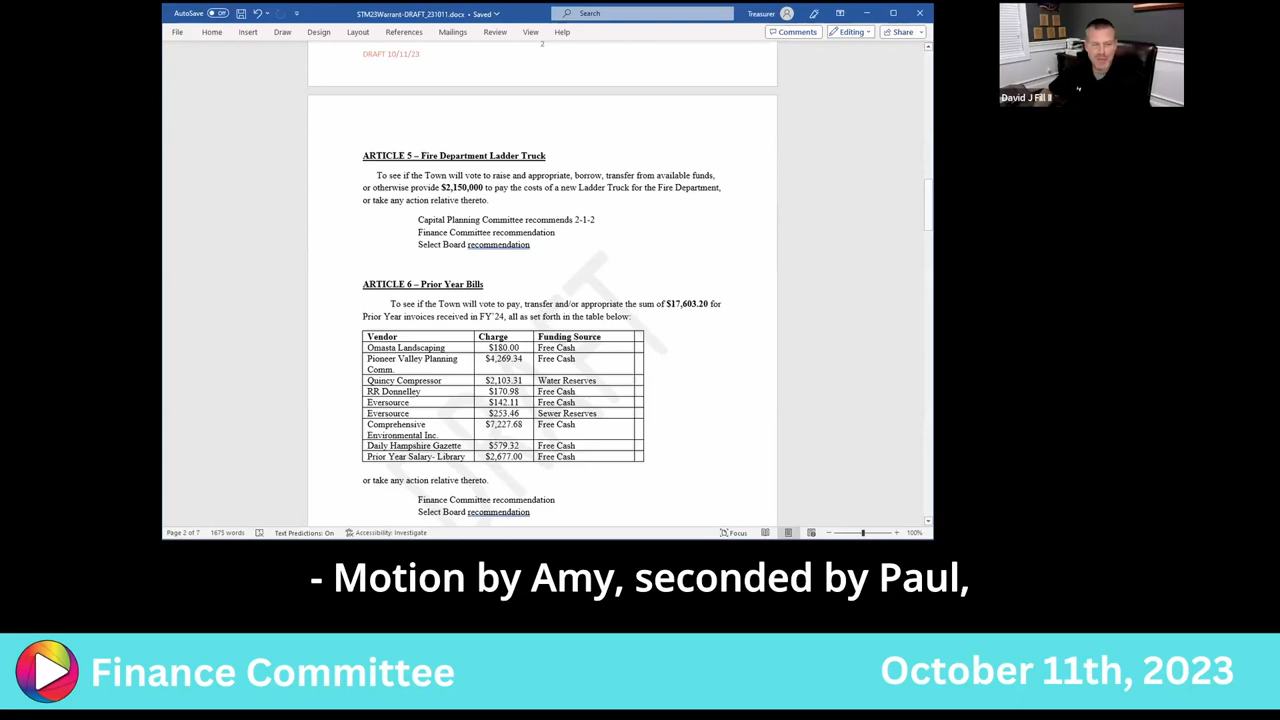 AutoSave Off STM23Warrant-DRAFT_231011.docx • Saved Search Treasurer
File Home Insert Draw Design Layout References Mailings Review View Help Comments Editing Share
2
DRAFT 10/11/23
David J Fill II
ARTICLE 5 – Fire Department Ladder Truck
To see if the Town will vote to raise and appropriate, borrow, transfer from available funds,
or otherwise provide $2,150,000 to pay the costs of a new Ladder Truck for the Fire Department,
or take any action relative thereto.
Capital Planning Committee recommends 2-1-2
Finance Committee recommendation
Select Board recommendation
ARTICLE 6 – Prior Year Bills
To see if the Town will vote to pay, transfer and/or appropriate the sum of $17,603.20 for
Prior Year invoices received in FY'24, all as set forth in the table below:
Vendor Charge Funding Source
Omasta Landscaping $180.00 Free Cash
Pioneer Valley Planning $4,269.34 Free Cash
Comm.
Quincy Compressor $2,103.31 Water Reserves
RR Donnelley $170.98 Free Cash
Eversource $142.11 Free Cash
Eversource $253.46 Sewer Reserves
Comprehensive $7,227.68 Free Cash
Environmental Inc.
Daily Hampshire Gazette $579.32 Free Cash
Prior Year Salary- Library $2,677.00 Free Cash
or take any action relative thereto.
Finance Committee recommendation
Select Board recommendation
DRAFT
Page 2 of 7 1675 words Text Predictions: On Accessibility: Investigate Focus 100%
- Motion by Amy, seconded by Paul,
Finance Committee
October 11th, 2023